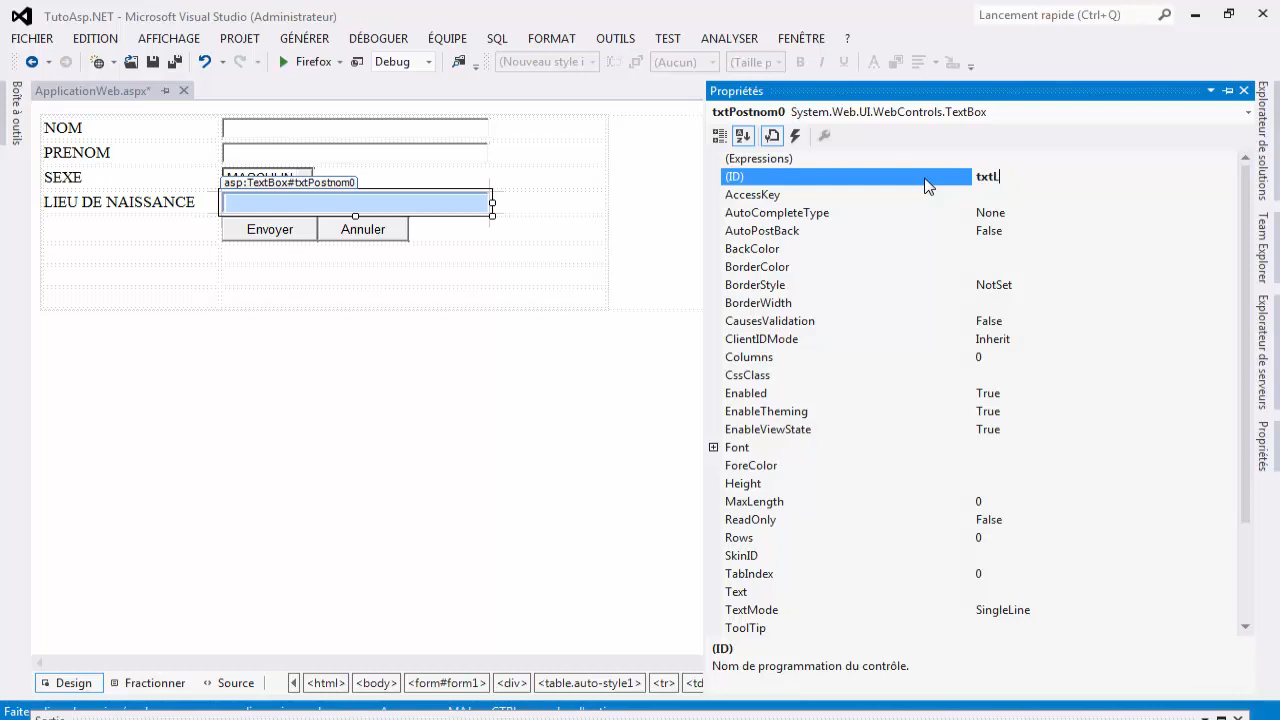 TutoAsp.NET - Microsoft Visual Studio (Administrateur)
Lancement rapide (Ctrl+Q)
FICHIER EDITION AFFICHAGE PROJET GÉNÉRER DÉBOGUER ÉQUIPE SQL FORMAT OUTILS TEST ANALYSER FENÊTRE ?
Firefox Debug (Nouveau style i (Aucun) (Taille p
Boîte à outils
ApplicationWeb.aspx*
NOM
PRENOM
SEXE
asp:TextBox#txtPostnom0
LIEU DE NAISSANCE
Envoyer Annuler
Propriétés
txtPostnom0 System.Web.UI.WebControls.TextBox
(Expressions)
(ID) txtL
AccessKey
AutoCompleteType None
AutoPostBack False
BackColor
BorderColor
BorderStyle NotSet
BorderWidth
CausesValidation False
ClientIDMode Inherit
Columns 0
CssClass
Enabled True
EnableTheming True
EnableViewState True
Font
ForeColor
Height
MaxLength 0
ReadOnly False
Rows 0
SkinID
TabIndex 0
Text
TextMode SingleLine
ToolTip
(ID)
Nom de programmation du contrôle.
Explorateur de solutions
Team Explorer
Explorateur de serveurs
Propriétés
Design Fractionner Source <html> <body> <form#form1> <div> <table.auto-style1> <tr> <td